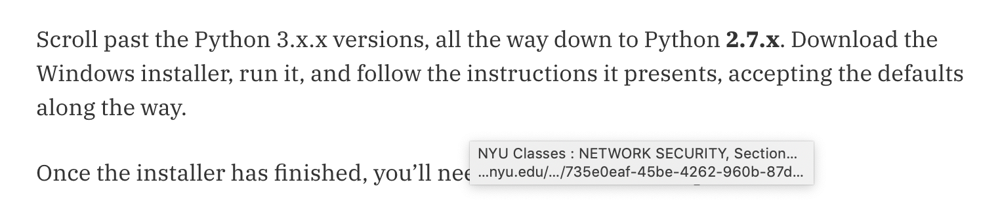 Scroll past the Python 3.x.x versions, all the way down to Python 2.7.x. Download the
Windows installer, run it, and follow the instructions it presents, accepting the defaults
along the way.
NYU Classes : NETWORK SECURITY, Section...
...nyu.edu/.../735e0eaf-45be-4262-960b-87d...
Once the installer has finished, you’ll